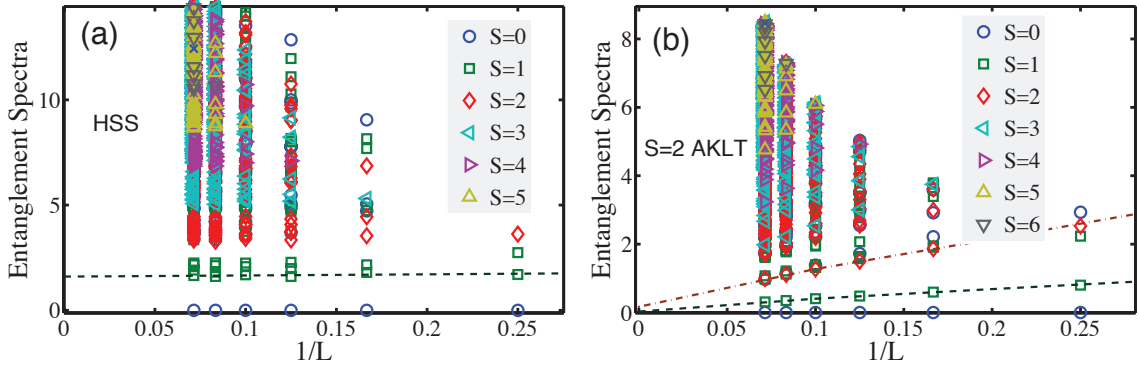 (a)
HSS
Entanglement Spectra
10
5
0
S=0
S=1
S=2
S=3
S=4
S=5
0
0.05
0.1
0.15
0.2
0.25
1/L
(b)
S=2 AKLT
Entanglement Spectra
8
6
4
2
0
S=0
S=1
S=2
S=3
S=4
S=5
S=6
0
0.05
0.1
0.15
0.2
0.25
1/L